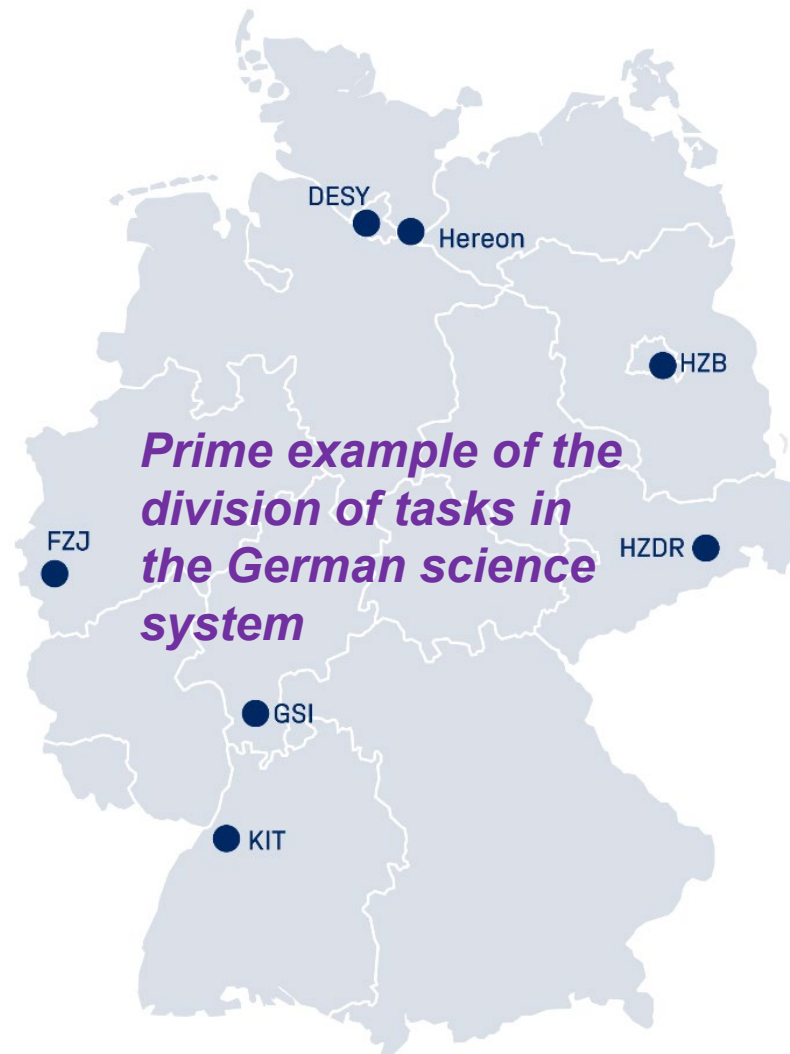 DESY
Hereon
HZB
Prime example of the
division of tasks in
the German science
system
FZJ
HZDR
GSI
KIT